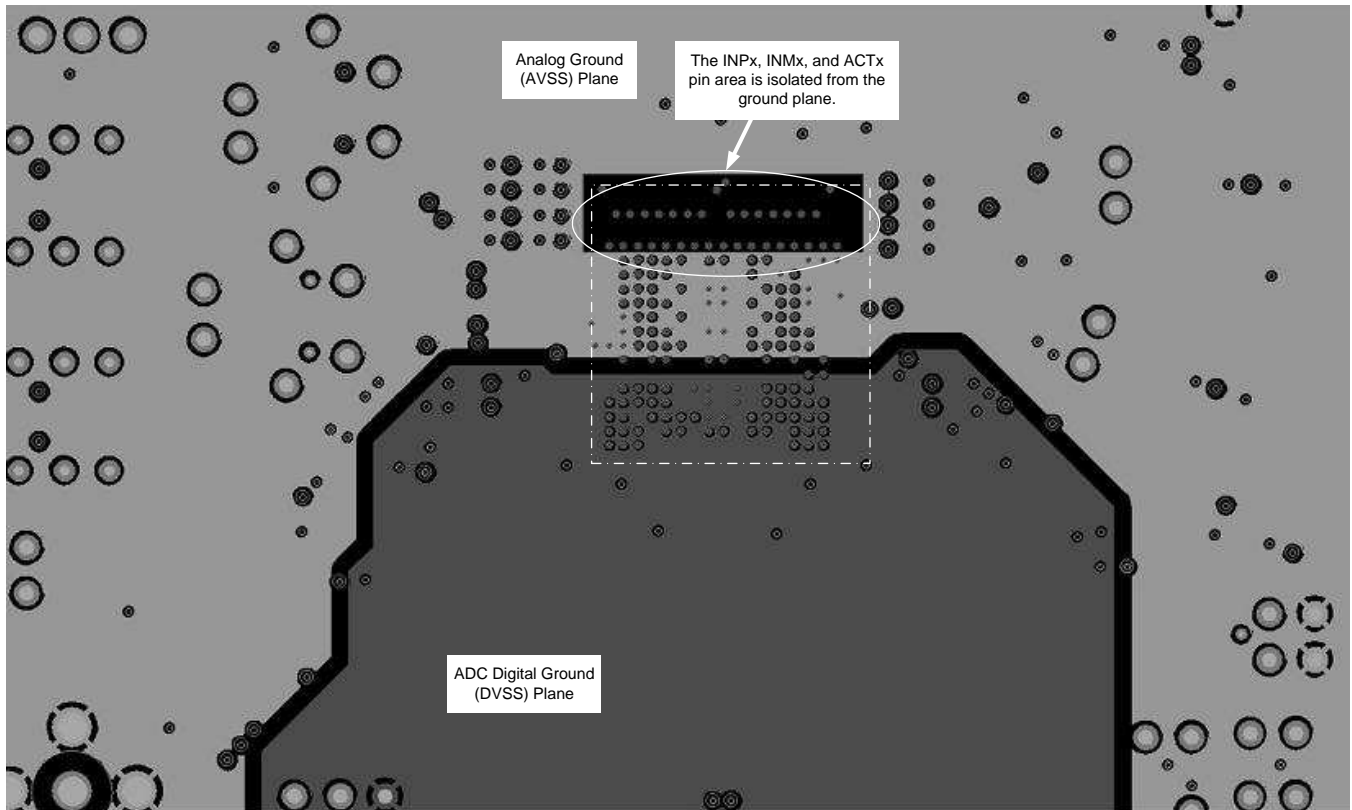 Analog Ground
(AVSS) Plane
The INPx, INMx, and ACTx
pin area is isolated from the
ground plane.
ADC Digital Ground
(DVSS) Plane